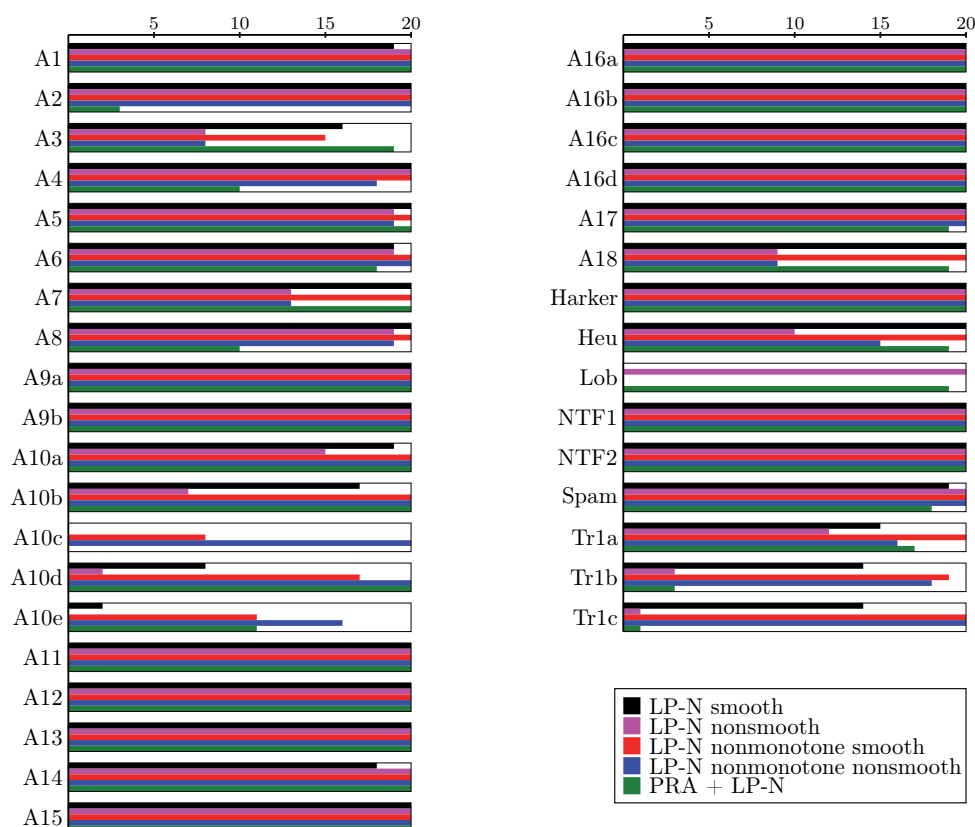 5 10 15 20
A1
A2
A3
A4
A5
A6
A7
A8
A9a
A9b
A10a
A10b
A10c
A10d
A10e
A11
A12
A13
A14
A15
5 10 15 20
A16a
A16b
A16c
A16d
A17
A18
Harker
Heu
Lob
NTF1
NTF2
Spam
Tr1a
Tr1b
Tr1c
LP-N smooth
LP-N nonsmooth
LP-N nonmonotone smooth
LP-N nonmonotone nonsmooth
PRA + LP-N